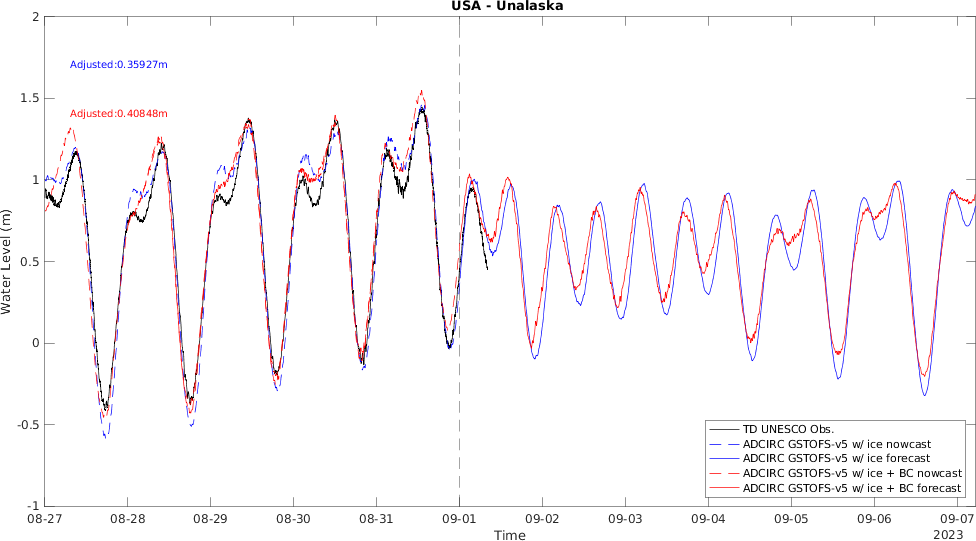 USA - Unalaska
2
1.5
1
0.5
0
-0.5
-1
Water Level (m)
Adjusted:0.35927m
Adjusted:0.40848m
TD UNESCO Obs.
ADCIRC GSTOFS-v5 w/ ice nowcast
ADCIRC GSTOFS-v5 w/ ice forecast
ADCIRC GSTOFS-v5 w/ ice + BC nowcast
ADCIRC GSTOFS-v5 w/ ice + BC forecast
08-27 08-28 08-29 08-30 08-31 09-01 09-02 09-03 09-04 09-05 09-06 09-07
Time
2023